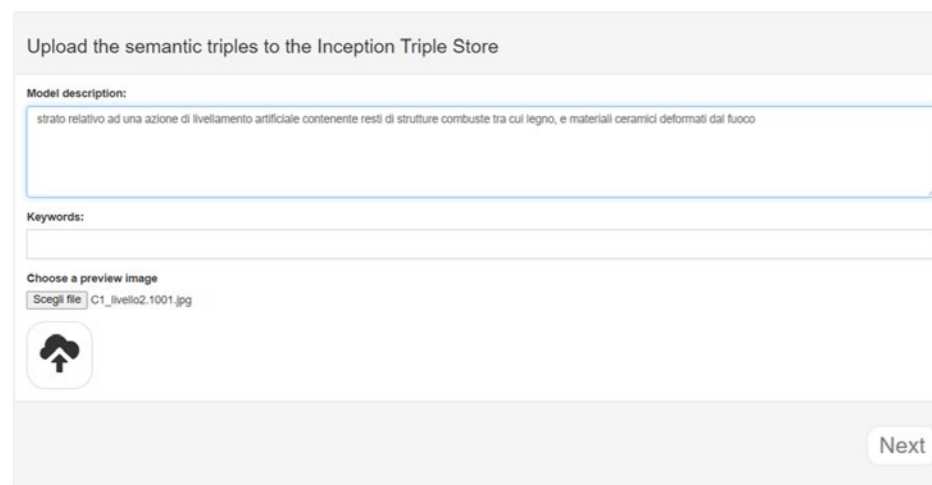 Upload the semantic triples to the Inception Triple Store
Model description:
strato relativo ad una azione di livellamento artificiale contenente resti di strutture combuste tra cui legno, e materiali ceramici deformati dal fuoco
Keywords:
Choose a preview image
Scegli file C1_livello2.1001.jpg
Next